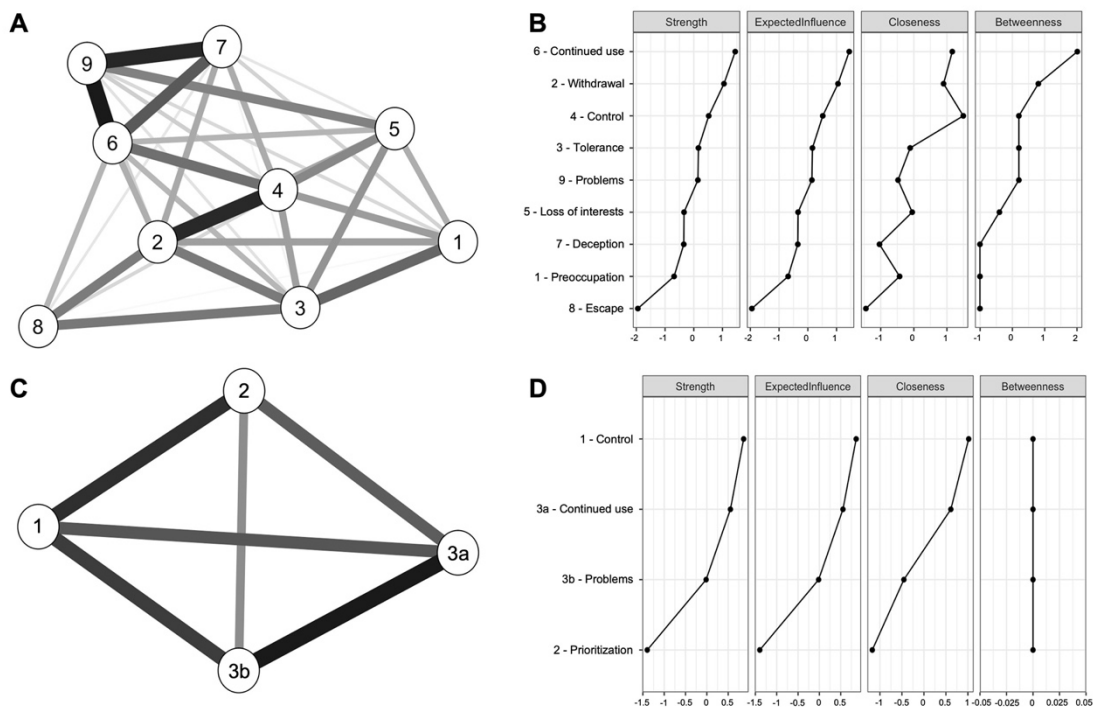 A
7
9
6
5
4
2
1
3
8
B
Strength ExpectedInfluence Closeness Betweenness
6 - Continued use
2 - Withdrawal
4 - Control
3 - Tolerance
9 - Problems
5 - Loss of interests
7 - Deception
1 - Preoccupation
8 - Escape
-2 -1 0 1 -2 -1 0 1 -1 0 1 -1 0 1 2
C
2
1
3a
3b
D
Strength ExpectedInfluence Closeness Betweenness
1 - Control
3a - Continued use
3b - Problems
2 - Prioritization
-1.5 -1 -0.5 0 0.5 -1.5 -1 -0.5 0 0.5 -1 -0.5 0 0.5 1 -0.05 -0.025 0 0.025 0.05